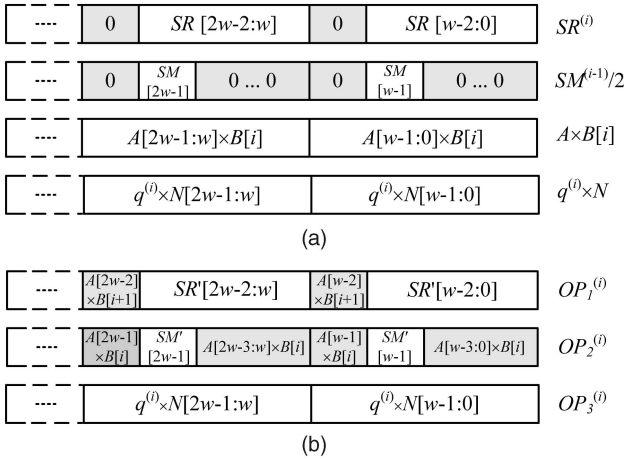 ---- 0 SR [2w-2:w] 0 SR [w-2:0] SR^(i)
---- 0 SM [2w-1] 0 ... 0 0 SM [w-1] 0 ... 0 SM^(i-1)/2
---- A[2w-1:w]×B[i] A[w-1:0]×B[i] A×B[i]
---- q^(i)×N[2w-1:w] q^(i)×N[w-1:0] q^(i)×N
(a)
---- A[2w-2] ×B[i+1] SR'[2w-2:w] A[w-2] ×B[i+1] SR'[w-2:0] OP₁^(i)
---- A[2w-1] ×B[i] SM' [2w-1] A[2w-3:w]×B[i] A[w-1] ×B[i] SM' [w-1] A[w-3:0]×B[i] OP₂^(i)
---- q^(i)×N[2w-1:w] q^(i)×N[w-1:0] OP₃^(i)
(b)